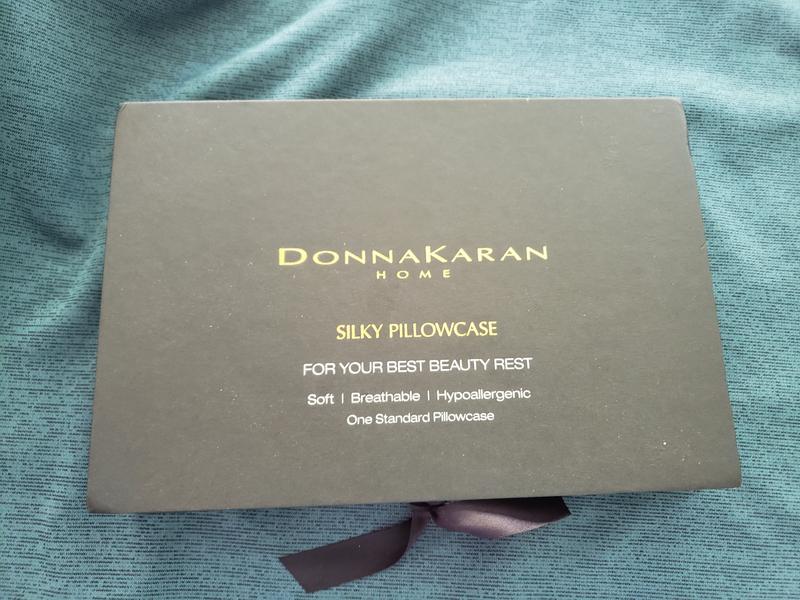 DONNAKARAN
HOME
SILKY PILLOWCASE
FOR YOUR BEST BEAUTY REST
Soft | Breathable | Hypoallergenic
One Standard Pillowcase